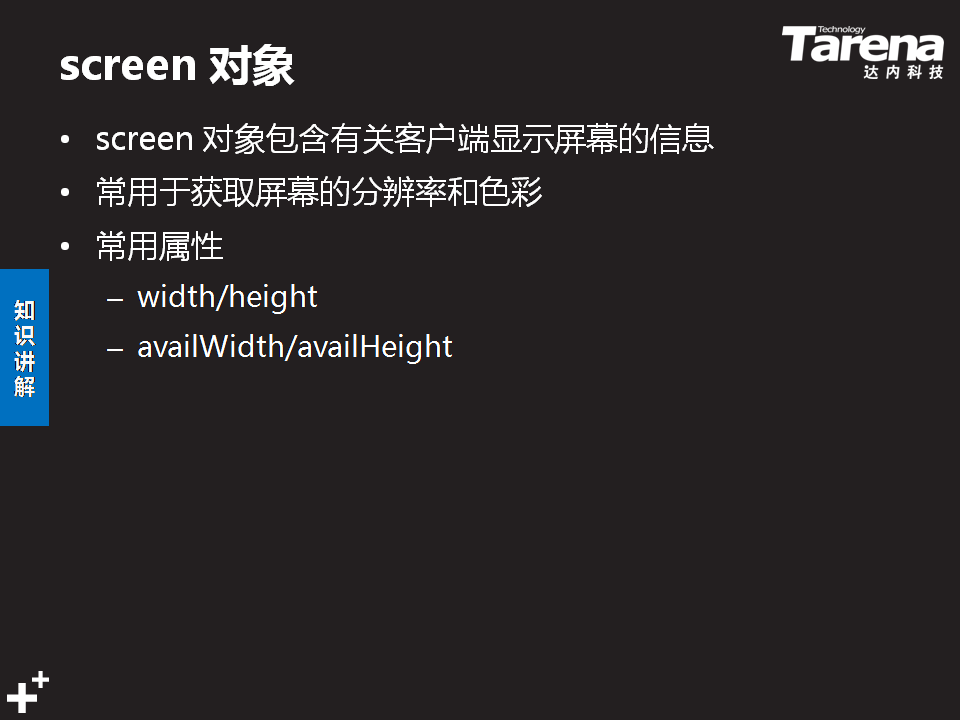 Technology
Tarena
达内科技
screen 对象
• screen 对象包含有关客户端显示屏幕的信息
• 常用于获取屏幕的分辨率和色彩
• 常用属性
– width/height
– availWidth/availHeight
知识讲解